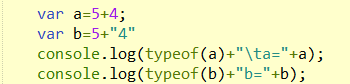 var a=5+4;
var b=5+"4"
console.log(typeof(a)+"\ta="+a);
console.log(typeof(b)+"b="+b);